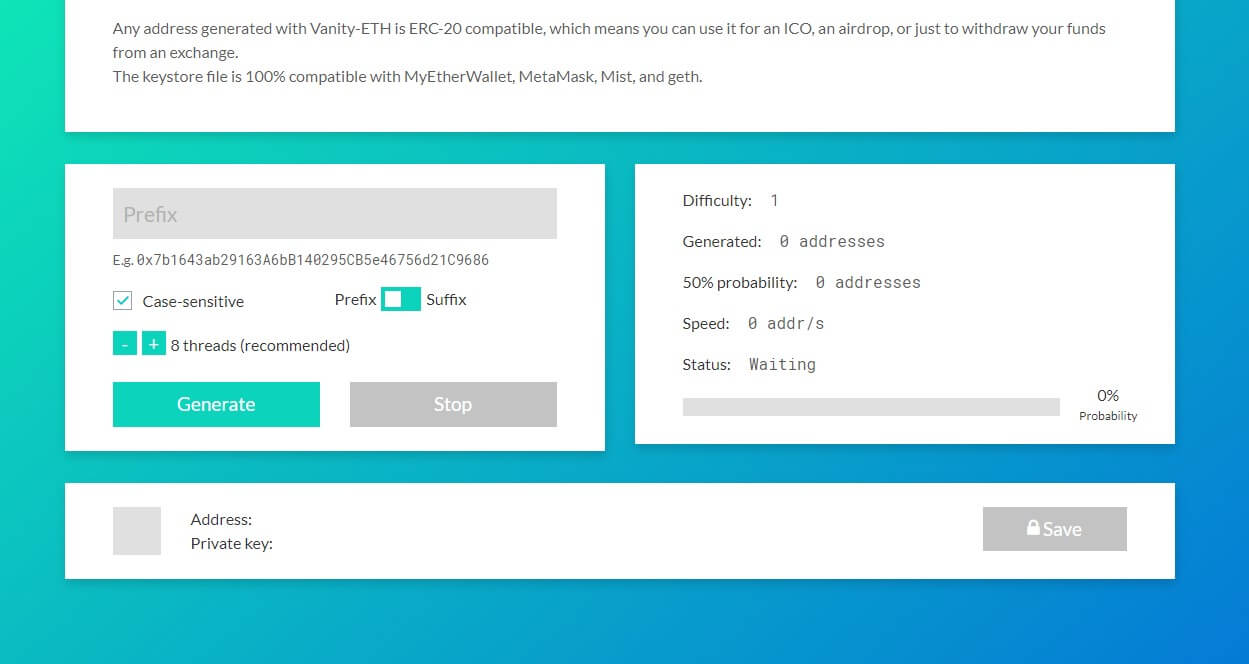 Any address generated with Vanity-ETH is ERC-20 compatible, which means you can use it for an ICO, an airdrop, or just to withdraw your funds
from an exchange.
The keystore file is 100% compatible with MyEtherWallet, MetaMask, Mist, and geth.
Prefix
E.g. 0x7b1643ab29163A6bB140295CB5e46756d21C9686
Case-sensitive
Prefix Suffix
- + 8 threads (recommended)
Generate
Stop
Difficulty: 1
Generated: 0 addresses
50% probability: 0 addresses
Speed: 0 addr/s
Status: Waiting
0%
Probability
Address:
Private key:
Save